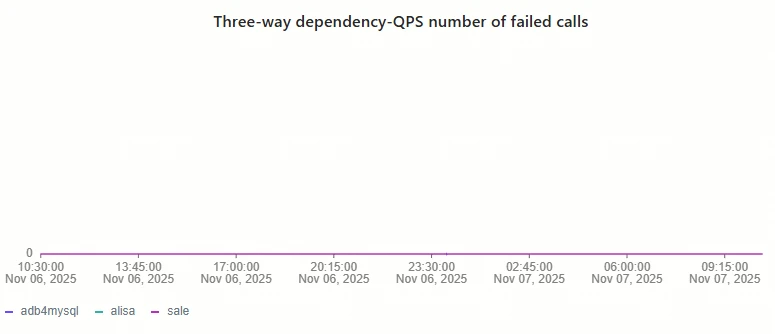 Three-way dependency-QPS number of failed calls
0
10:30:00 13:45:00 17:00:00 20:15:00 23:30:00 02:45:00 06:00:00 09:15:00
Nov 06, 2025 Nov 06, 2025 Nov 06, 2025 Nov 06, 2025 Nov 06, 2025 Nov 07, 2025 Nov 07, 2025 Nov 07, 2025
adb4mysql alisa sale